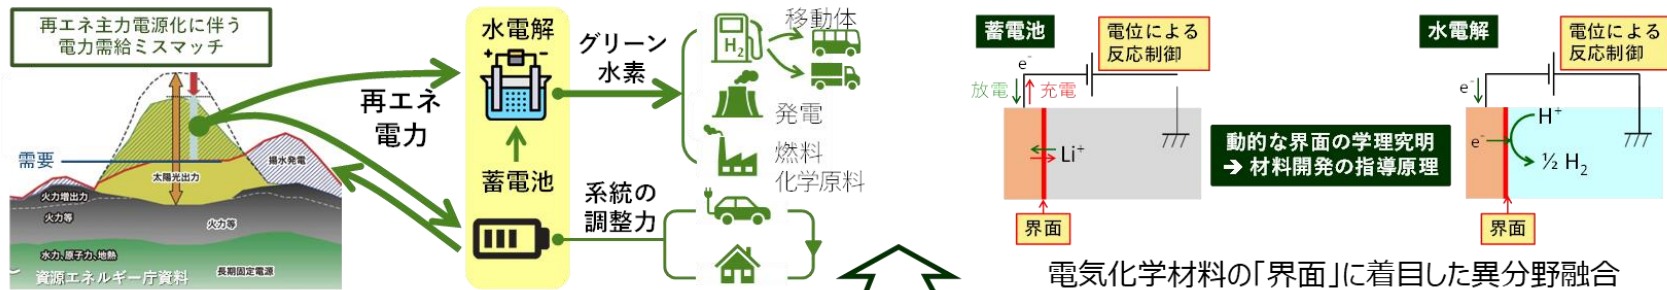 再エネ主力電源化に伴う
電力需給ミスマッチ
需要
揚水発電
太陽光出力
火力増出力
火力等
火力等
水力、原子力、地熱
長期固定電源
資源エネルギー庁資料
再エネ
電力
水電解
蓄電池
グリーン
水素
系統の
調整力
H₂
移動体
発電
燃料
化学原料
蓄電池
電位による
反応制御
e⁻
放電
充電
Li⁺
界面
動的な界面の学理究明
➔ 材料開発の指導原理
水電解
電位による
反応制御
e⁻
e⁻
H⁺
½ H₂
界面
電気化学材料の「界面」に着目した異分野融合